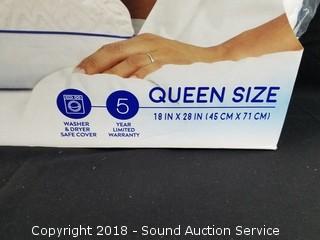 QUEEN SIZE
18 IN X 28 IN (45 CM X 71 CM)
5
WASHER
& DRYER
SAFE COVER
YEAR
LIMITED
WARRANTY
Copyright 2018 - Sound Auction Service